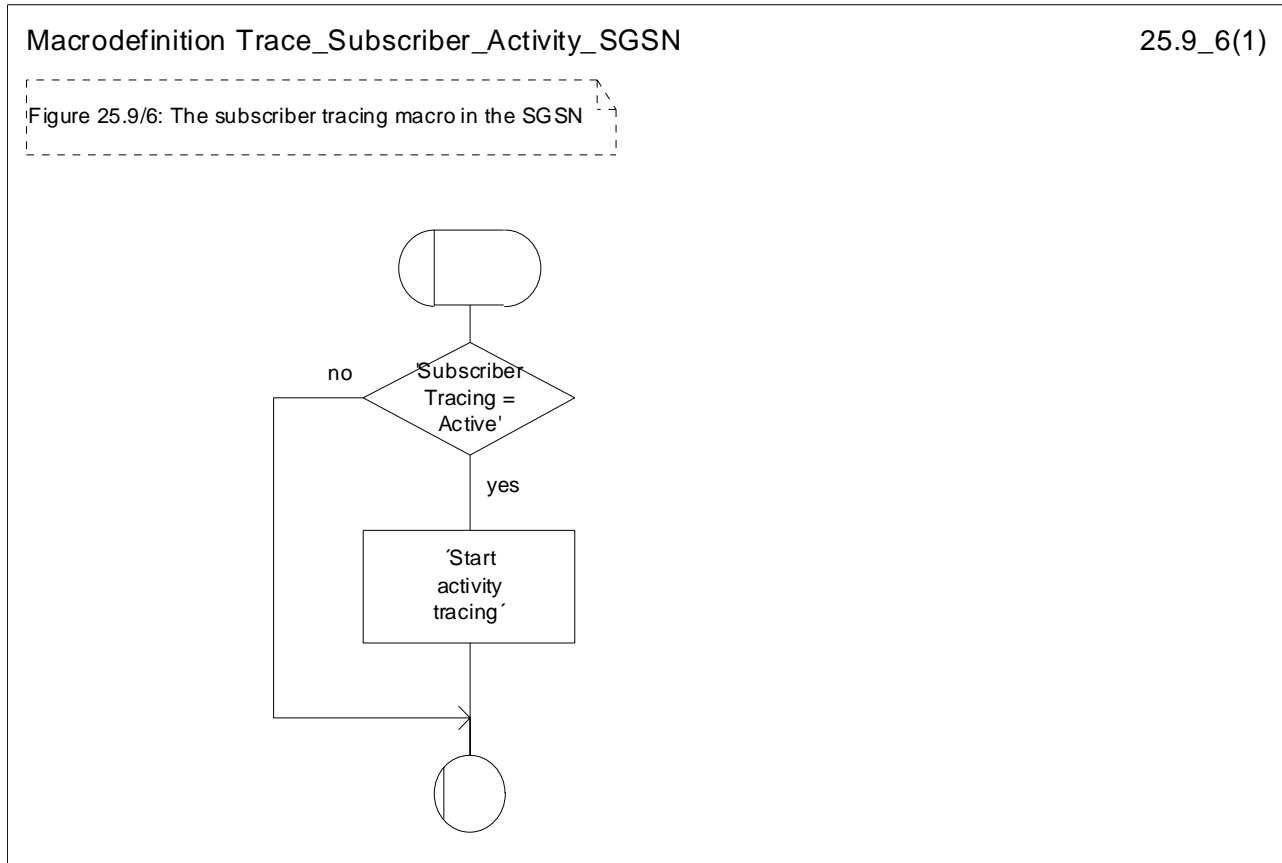 Macrodefinition Trace_Subscriber_Activity_SGSN
25.9_6(1)
Figure 25.9/6: The subscriber tracing macro in the SGSN
no
'Subscriber
Tracing =
Active'
yes
´Start
activity
tracing´